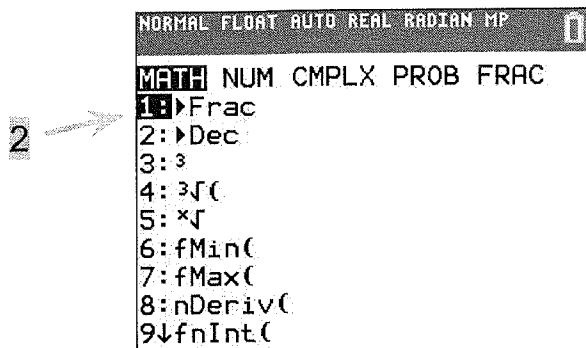 NORMAL FLOAT AUTO REAL RADIAN MP
MATH NUM CMPLX PROB FRAC
1:▶Frac
2
2:▶Dec
3:³
4:³√(
5:ˣ√
6:fMin(
7:fMax(
8:nDeriv(
9↓fnInt(